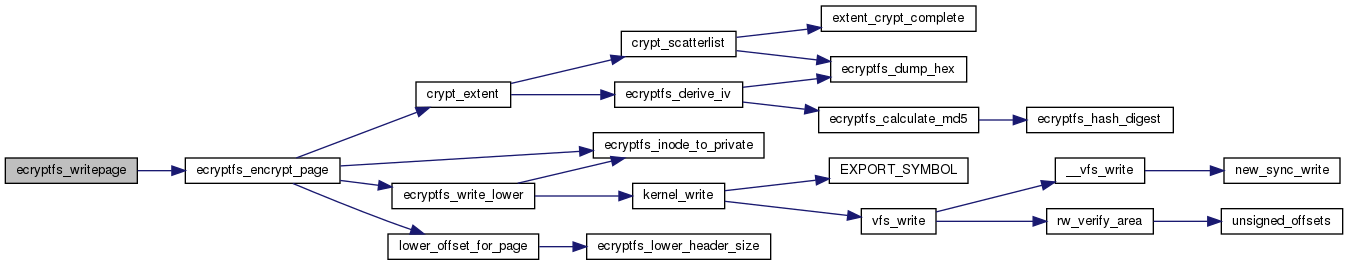 ecryptfs_writepage
ecryptfs_encrypt_page
crypt_extent
crypt_scatterlist
extent_crypt_complete
ecryptfs_dump_hex
ecryptfs_derive_iv
ecryptfs_calculate_md5
ecryptfs_hash_digest
ecryptfs_inode_to_private
ecryptfs_write_lower
kernel_write
EXPORT_SYMBOL
vfs_write
__vfs_write
new_sync_write
rw_verify_area
unsigned_offsets
lower_offset_for_page
ecryptfs_lower_header_size